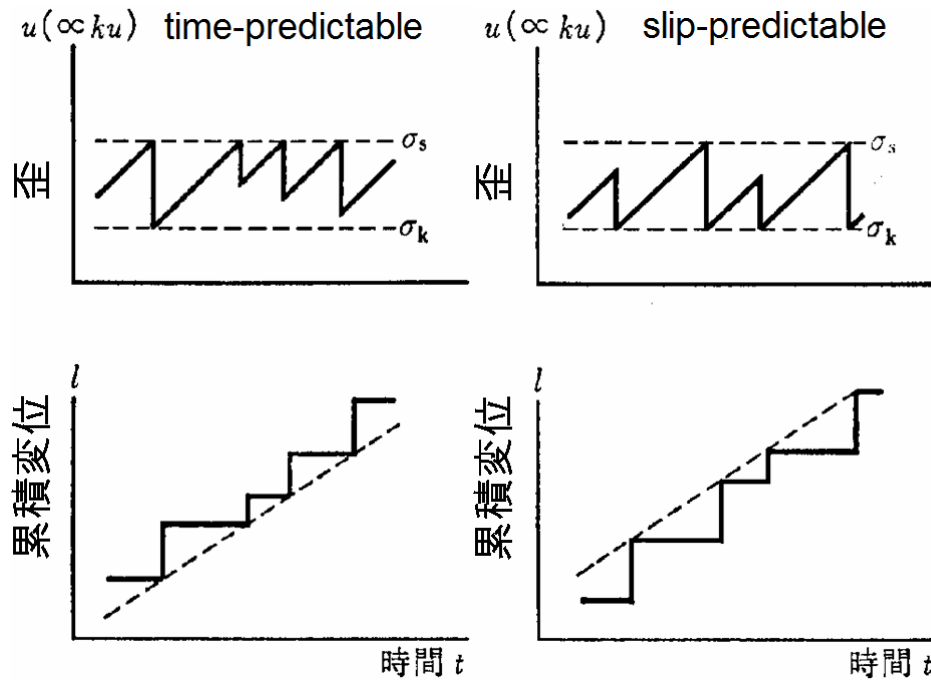 u(∝ku) time-predictable
歪
σs
σk
u(∝ku) slip-predictable
歪
σs
σk
l
累積変位
時間 t
l
累積変位
時間 t